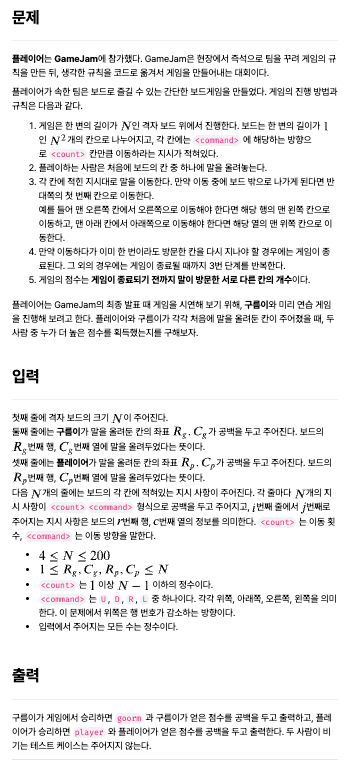 문제
플레이어는 GameJam에 참가했다. GameJam은 현장에서 즉석으로 팀을 꾸려 게임의 규
칙을 만든 뒤, 생각한 규칙을 코드로 옮겨서 게임을 만들어내는 대회이다.
플레이어가 속한 팀은 보드로 즐길 수 있는 간단한 보드게임을 만들었다. 게임의 진행 방법과
규칙은 다음과 같다.
1. 게임은 한 변의 길이가 N인 격자 보드 위에서 진행한다. 보드는 한 변의 길이가 1
인 N²개의 칸으로 나누어지고, 각 칸에는 <command> 에 해당하는 방향으
로 <count> 칸만큼 이동하라는 지시가 적혀있다.
2. 플레이하는 사람은 처음에 보드의 칸 중 하나에 말을 올려놓는다.
3. 각 칸에 적힌 지시대로 말을 이동한다. 만약 이동 중에 보드 밖으로 나가게 된다면 반
대쪽의 첫 번째 칸으로 이동한다.
예를 들어 맨 오른쪽 칸에서 오른쪽으로 이동해야 한다면 해당 행의 맨 왼쪽 칸으로
이동하고, 맨 아래 칸에서 아래쪽으로 이동해야 한다면 해당 열의 맨 위쪽 칸으로 이
동한다.
4. 만약 이동하다가 이미 한 번이라도 방문한 칸을 다시 지나야 할 경우에는 게임이 종
료된다. 그 외의 경우에는 게임이 종료될 때까지 3번 단계를 반복한다.
5. 게임의 점수는 게임이 종료되기 전까지 말이 방문한 서로 다른 칸의 개수이다.
플레이어는 GameJam의 최종 발표 때 게임을 시연해 보기 위해, 구름이와 미리 연습 게임
을 진행해 보려고 한다. 플레이어와 구름이가 각각 처음에 말을 올려둔 칸이 주어졌을 때, 두
사람 중 누가 더 높은 점수를 획득했는지를 구해보자.
입력
첫째 줄에 격자 보드의 크기 N이 주어진다.
둘째 줄에는 구름이가 말을 올려둔 칸의 좌표 R_g, C_g가 공백을 두고 주어진다. 보드의
R_g번째 행, C_g번째 열에 말을 올려두었다는 뜻이다.
셋째 줄에는 플레이어가 말을 올려둔 칸의 좌표 R_p, C_p가 공백을 두고 주어진다. 보드의
R_p번째 행, C_p번째 열에 말을 올려두었다는 뜻이다.
다음 N개의 줄에는 보드의 각 칸에 적혀있는 지시 사항이 주어진다. 각 줄마다 N개의 지
시 사항이 <count> <command> 형식으로 공백을 두고 주어지고, i번째 줄에서 j번째로
주어지는 지시 사항은 보드의 r번째 행, c번째 열의 정보를 의미한다. <count> 는 이동 횟
수, <command> 는 이동 방향을 말한다.
• 4 ≤ N ≤ 200
• 1 ≤ R_g, C_g, R_p, C_p ≤ N
• <count> 는 1 이상 N − 1 이하의 정수이다.
• <command> 는 U, D, R, L 중 하나이다. 각각 위쪽, 아래쪽, 오른쪽, 왼쪽을 의미
한다. 이 문제에서 위쪽은 행 번호가 감소하는 방향이다.
• 입력에서 주어지는 모든 수는 정수이다.
출력
구름이가 게임에서 승리하면 goorm 과 구름이가 얻은 점수를 공백을 두고 출력하고, 플레
이어가 승리하면 player 와 플레이어가 얻은 점수를 공백을 두고 출력한다. 두 사람이 비
기는 테스트 케이스는 주어지지 않는다.